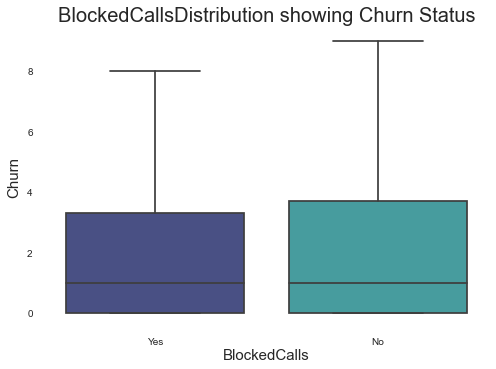 BlockedCallsDistribution showing Churn Status
8
6
4
2
0
Churn
Yes
No
BlockedCalls